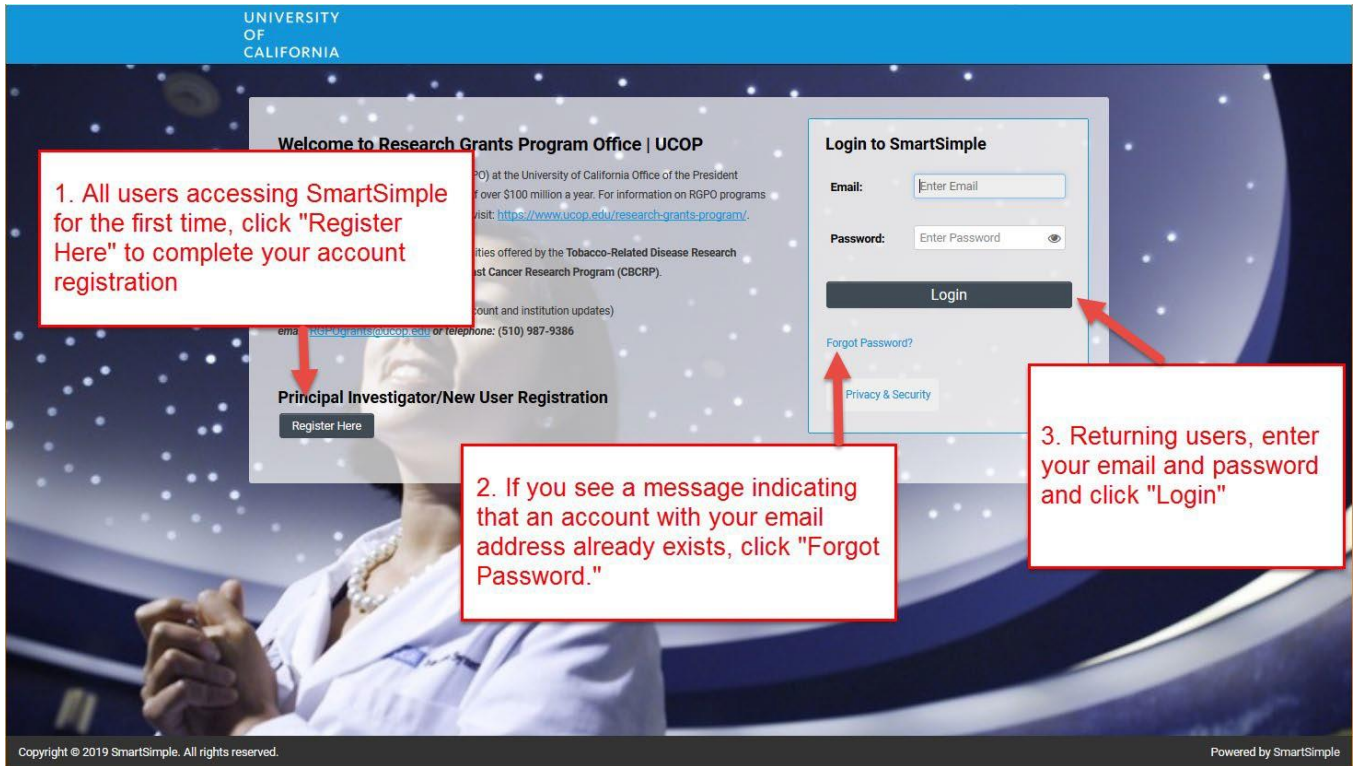 UNIVERSITY
OF
CALIFORNIA
Welcome to Research Grants Program Office | UCOP
PO) at the University of California Office of the President
f over $100 million a year. For information on RGPO programs
visit: https://www.ucop.edu/research-grants-program/.
ities offered by the Tobacco-Related Disease Research
st Cancer Research Program (CBCRP).
count and institution updates)
RGPOgrants@ucop.edu or telephone: (510) 987-9386
Principal Investigator/New User Registration
Register Here
1. All users accessing SmartSimple
for the first time, click "Register
Here" to complete your account
registration
Login to SmartSimple
Email:
Enter Email
Password:
Enter Password
Login
Forgot Password?
Privacy & Security
2. If you see a message indicating
that an account with your email
address already exists, click "Forgot
Password."
3. Returning users, enter
your email and password
and click "Login"
Copyright © 2019 SmartSimple. All rights reserved.
Powered by SmartSimple